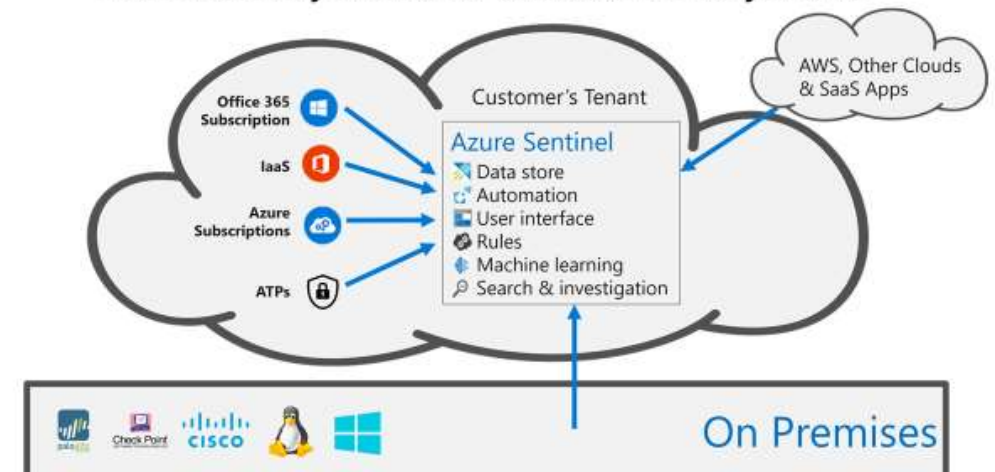 AWS, Other Clouds
& SaaS Apps
Customer's Tenant
Office 365
Subscription
IaaS
Azure
Subscriptions
ATPs
Azure Sentinel
Data store
Automation
User interface
Rules
Machine learning
Search & investigation
Check Point
CISCO
On Premises